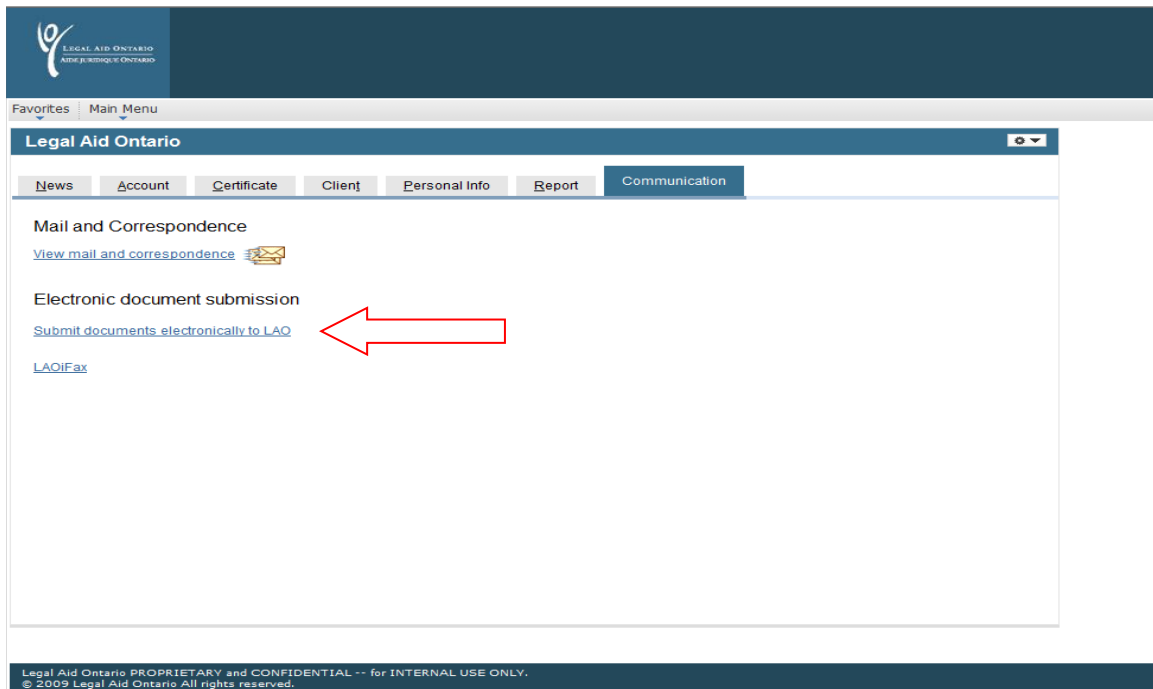 LEGAL AID ONTARIO
AIDE JURIDIQUE ONTARIO
Favorites Main Menu
Legal Aid Ontario
News Account Certificate Client Personal Info Report Communication
Mail and Correspondence
View mail and correspondence
Electronic document submission
Submit documents electronically to LAO
LAOiFax
Legal Aid Ontario PROPRIETARY and CONFIDENTIAL -- for INTERNAL USE ONLY.
© 2009 Legal Aid Ontario All rights reserved.